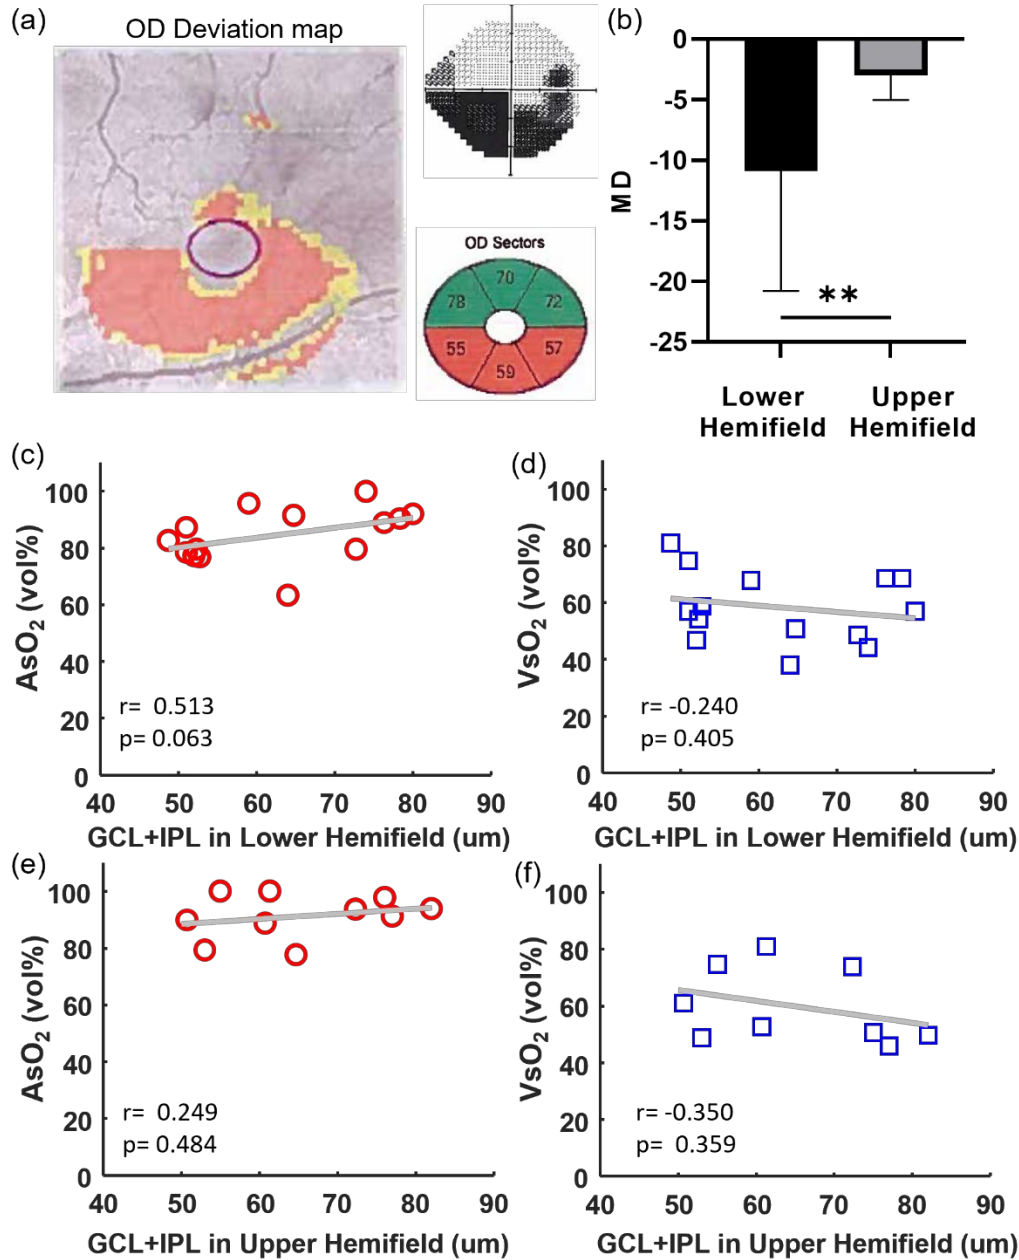 (a)
OD Deviation map
OD Sectors
70
78
72
55
57
59
(b)
0
-5
-10
-15
-20
-25
MD
**
Lower Hemifield
Upper Hemifield
(c)
100
80
60
40
20
0
AsO₂ (vol%)
r= 0.513
p= 0.063
40 50 60 70 80 90
GCL+IPL in Lower Hemifield (um)
(d)
100
80
60
40
20
0
VsO₂ (vol%)
r= -0.240
p= 0.405
40 50 60 70 80 90
GCL+IPL in Lower Hemifield (um)
(e)
100
80
60
40
20
0
AsO₂ (vol%)
r= 0.249
p= 0.484
40 50 60 70 80 90
GCL+IPL in Upper Hemifield (um)
(f)
100
80
60
40
20
0
VsO₂ (vol%)
r= -0.350
p= 0.359
40 50 60 70 80 90
GCL+IPL in Upper Hemifield (um)